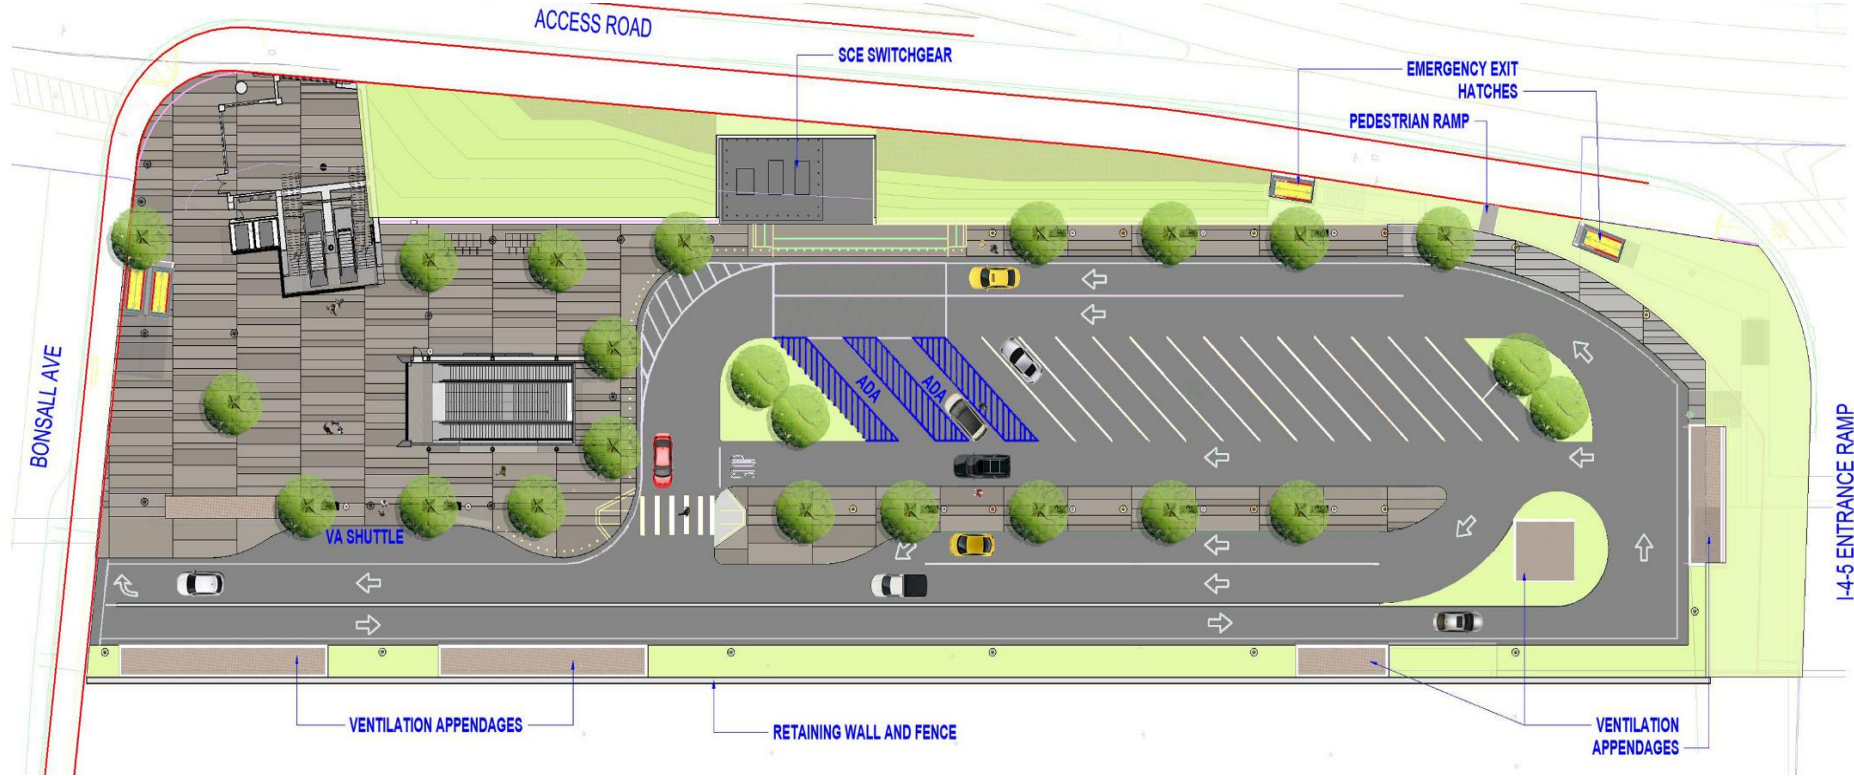 ACCESS ROAD
SCE SWITCHGEAR
EMERGENCY EXIT
HATCHES
PEDESTRIAN RAMP
BONSALL AVE
ADA
ADA
I-4-5 ENTRANCE RAMP
VA SHUTTLE
VENTILATION APPENDAGES
RETAINING WALL AND FENCE
VENTILATION
APPENDAGES